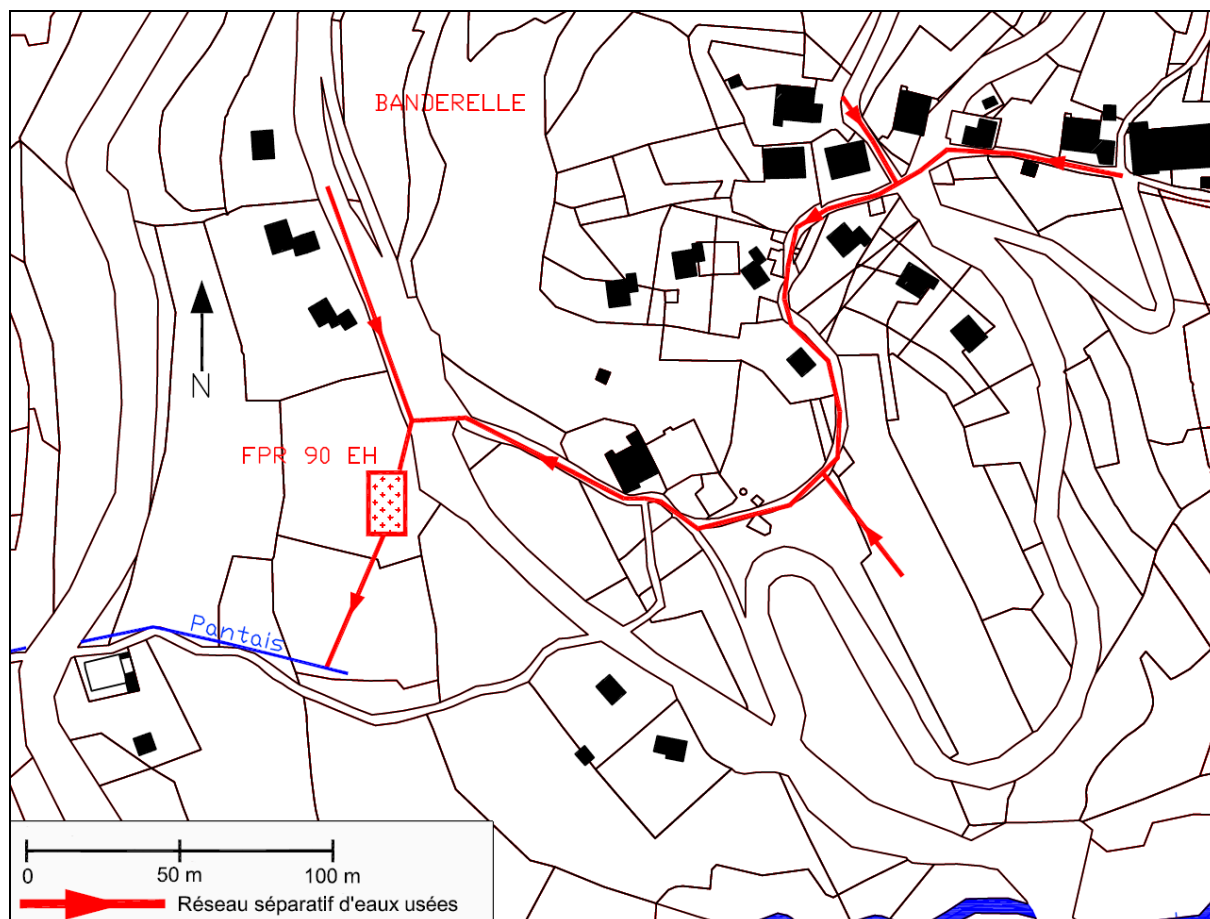 BANDERELLE
N
FPR 90 EH
Pantais
0 50 m 100 m
Réseau séparatif d'eaux usées